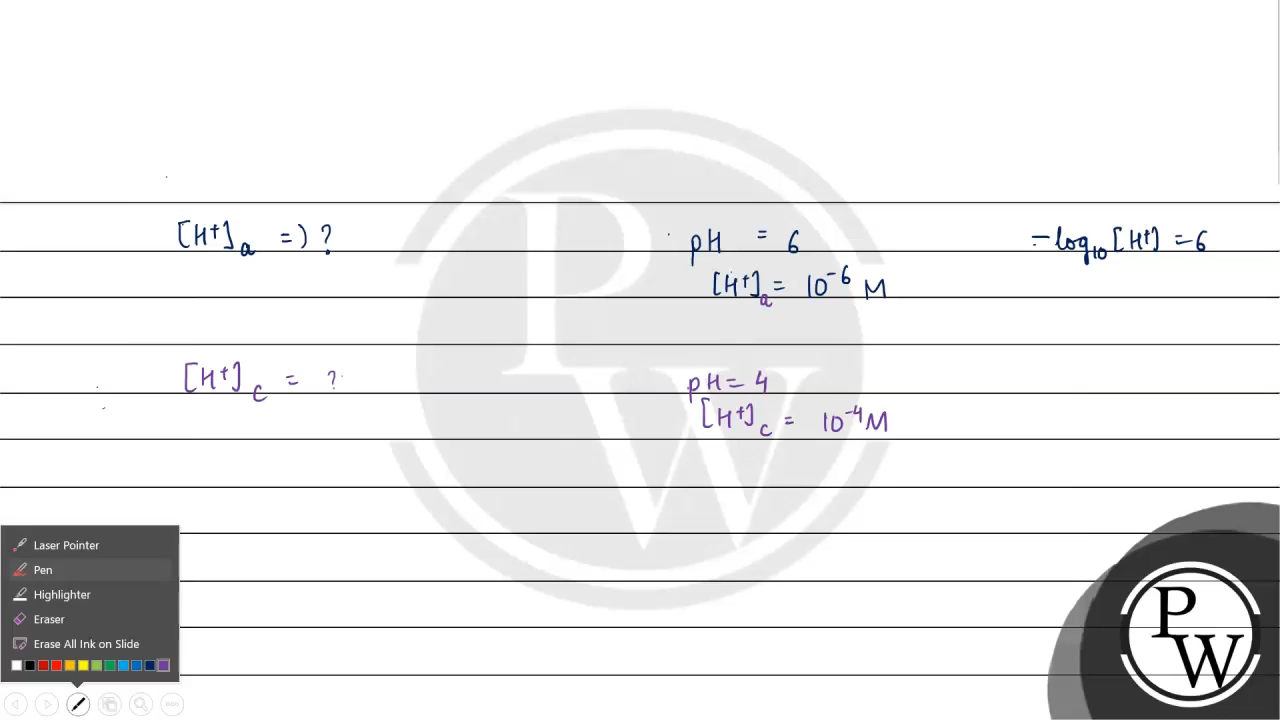 [H⁺]ₐ =) ?
pH = 6
-log₁₀ [H⁺] = 6
[H⁺]ₐ = 10⁻⁶ M
[H⁺]c = ?
pH = 4
[H⁺]c = 10⁻⁴ M
Laser Pointer
Pen
Highlighter
Eraser
Erase All Ink on Slide
P
W
P
W